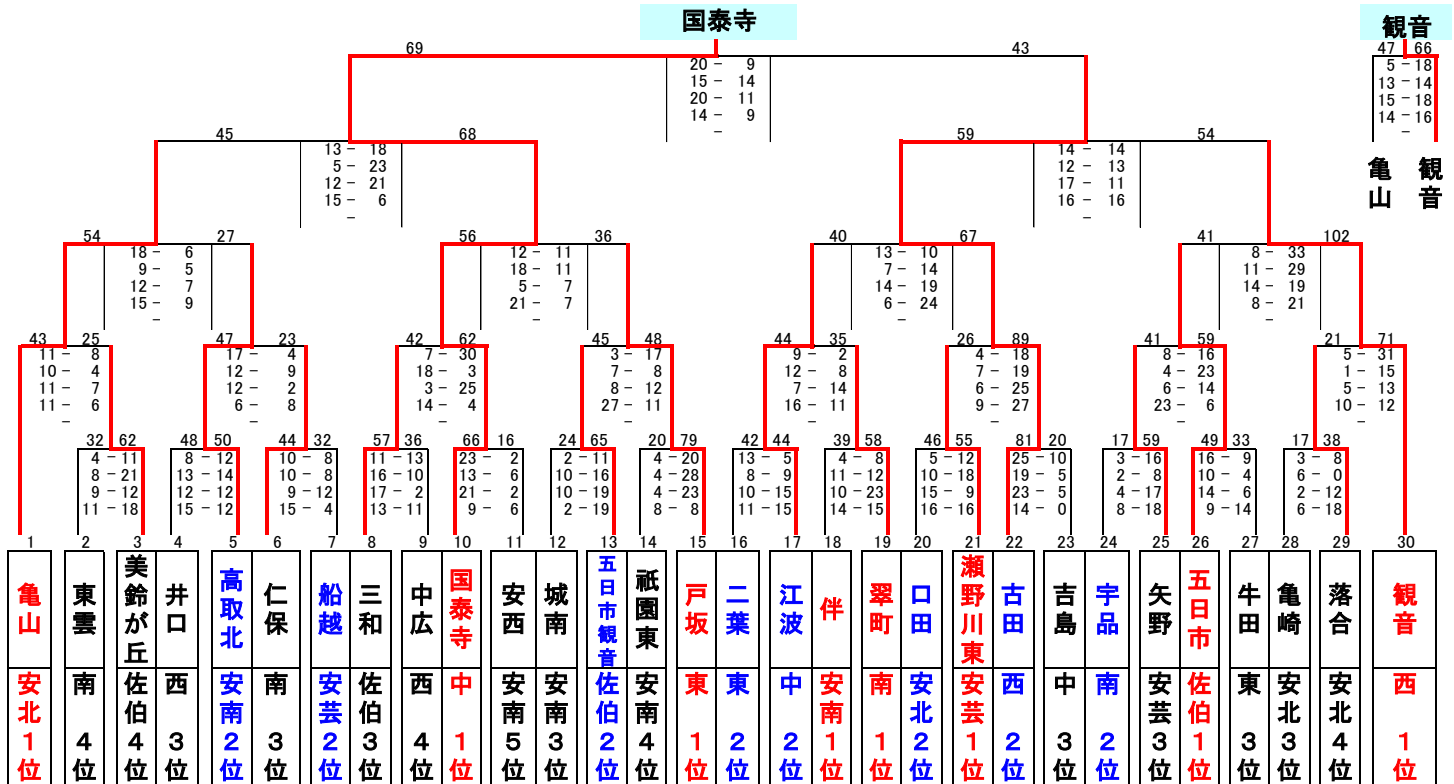 国泰寺 観音
69 43 47 66
20 - 9
15 - 14
20 - 11
14 - 9
-
5 - 18
13 - 14
15 - 18
14 - 16
-
亀山 観音
45 68 59 54
13 - 18
5 - 23
12 - 21
15 - 6
-
14 - 14
12 - 13
17 - 11
16 - 16
-
54 27 56 36 40 67 41 102
18 - 6
9 - 5
12 - 7
15 - 9
-
12 - 11
18 - 11
5 - 7
21 - 7
-
13 - 10
7 - 14
14 - 19
6 - 24
-
8 - 33
11 - 29
14 - 19
8 - 21
-
43 25 47 23 42 62 45 48 44 35 26 89 41 59 21 71
11 - 8
10 - 4
11 - 7
11 - 6
-
17 - 4
12 - 9
12 - 2
6 - 8
-
7 - 30
18 - 3
3 - 25
14 - 4
-
3 - 17
7 - 8
8 - 12
27 - 11
-
9 - 2
12 - 8
7 - 14
16 - 11
-
4 - 18
7 - 19
6 - 25
9 - 27
-
8 - 16
4 - 23
6 - 14
23 - 6
-
5 - 31
1 - 15
5 - 13
10 - 12
-
32 62 48 50 44 32 57 36 66 16 24 65 20 79 42 44 39 58 46 55 81 20 17 59 49 33 17 38
4 - 11
8 - 21
9 - 12
11 - 18
8 - 12
13 - 14
12 - 12
15 - 12
10 - 8
10 - 8
9 - 12
15 - 4
11 - 13
16 - 10
17 - 2
13 - 11
23 - 2
13 - 6
21 - 2
9 - 6
2 - 11
10 - 16
10 - 19
2 - 19
4 - 20
4 - 28
4 - 23
8 - 8
13 - 5
8 - 9
10 - 15
11 - 15
4 - 8
11 - 12
10 - 23
14 - 15
5 - 12
10 - 18
15 - 9
16 - 16
25 - 10
19 - 5
23 - 5
14 - 0
3 - 16
2 - 8
4 - 17
8 - 18
16 - 9
10 - 4
14 - 6
9 - 14
3 - 8
6 - 0
2 - 12
6 - 18
1 2 3 4 5 6 7 8 9 10 11 12 13 14 15 16 17 18 19 20 21 22 23 24 25 26 27 28 29 30
亀山 東雲 美鈴が丘 井口 高取北 仁保 船越 三和 中広 国泰寺 安西 城南 五日市観音 祇園東 戸坂 二葉 江波 伴 翠町 口田 瀬野川東 古田 吉島 宇品 矢野 五日市 牛田 亀崎 落合 観音
安北1位 南4位 佐伯4位 西3位 安南2位 南3位 安芸2位 佐伯3位 西4位 中1位 安南5位 安南3位 佐伯2位 安南4位 東1位 東2位 中2位 安南1位 南1位 安北2位 安芸1位 西2位 中3位 南2位 安芸3位 佐伯1位 東3位 安北3位 安北4位 西1位